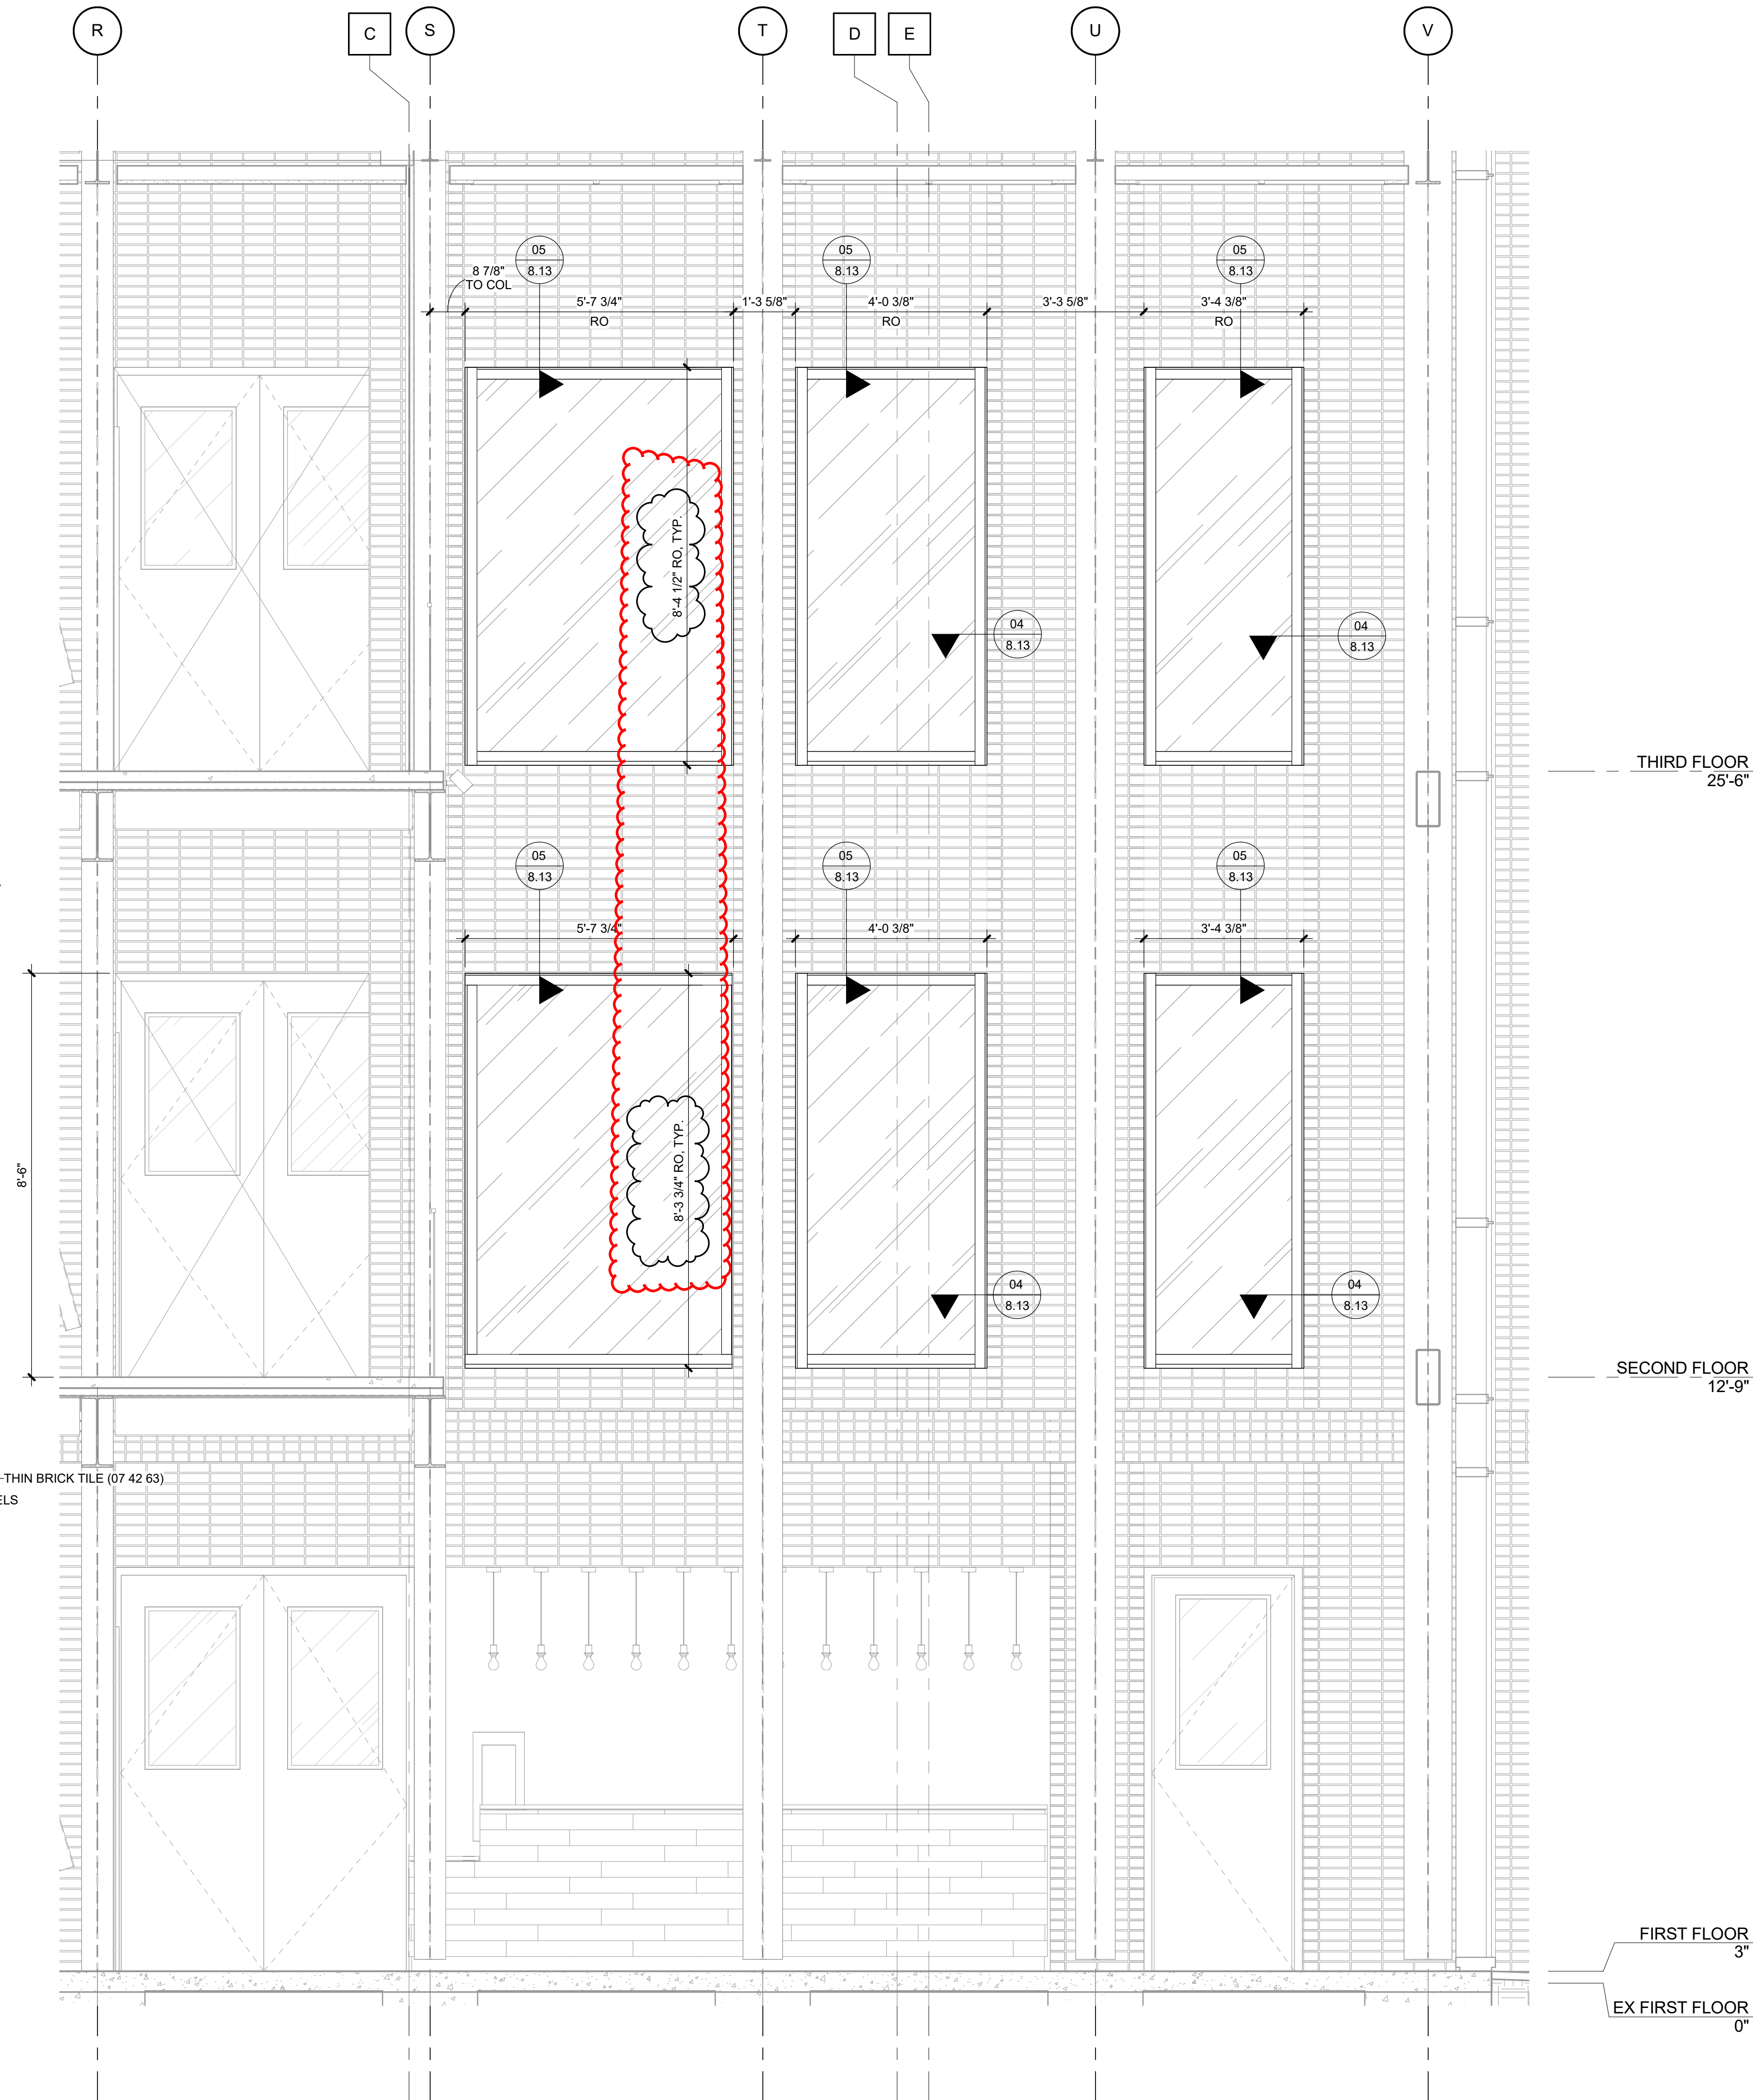 R
C
S
T
D
E
U
V
05
8.13
05
8.13
05
8.13
8 7/8"
TO COL
5'-7 3/4"
RO
1'-3 5/8"
4'-0 3/8"
RO
3'-3 5/8"
3'-4 3/8"
RO
8'-4 1/2" RO, TYP.
04
8.13
04
8.13
THIRD FLOOR
25'-6"
05
8.13
05
8.13
05
8.13
5'-7 3/4"
4'-0 3/8"
3'-4 3/8"
8'-6"
8'-3 3/4" RO, TYP.
04
8.13
04
8.13
SECOND FLOOR
12'-9"
THIN BRICK TILE (07 42 63)
ELS
FIRST FLOOR
3"
EX FIRST FLOOR
0"